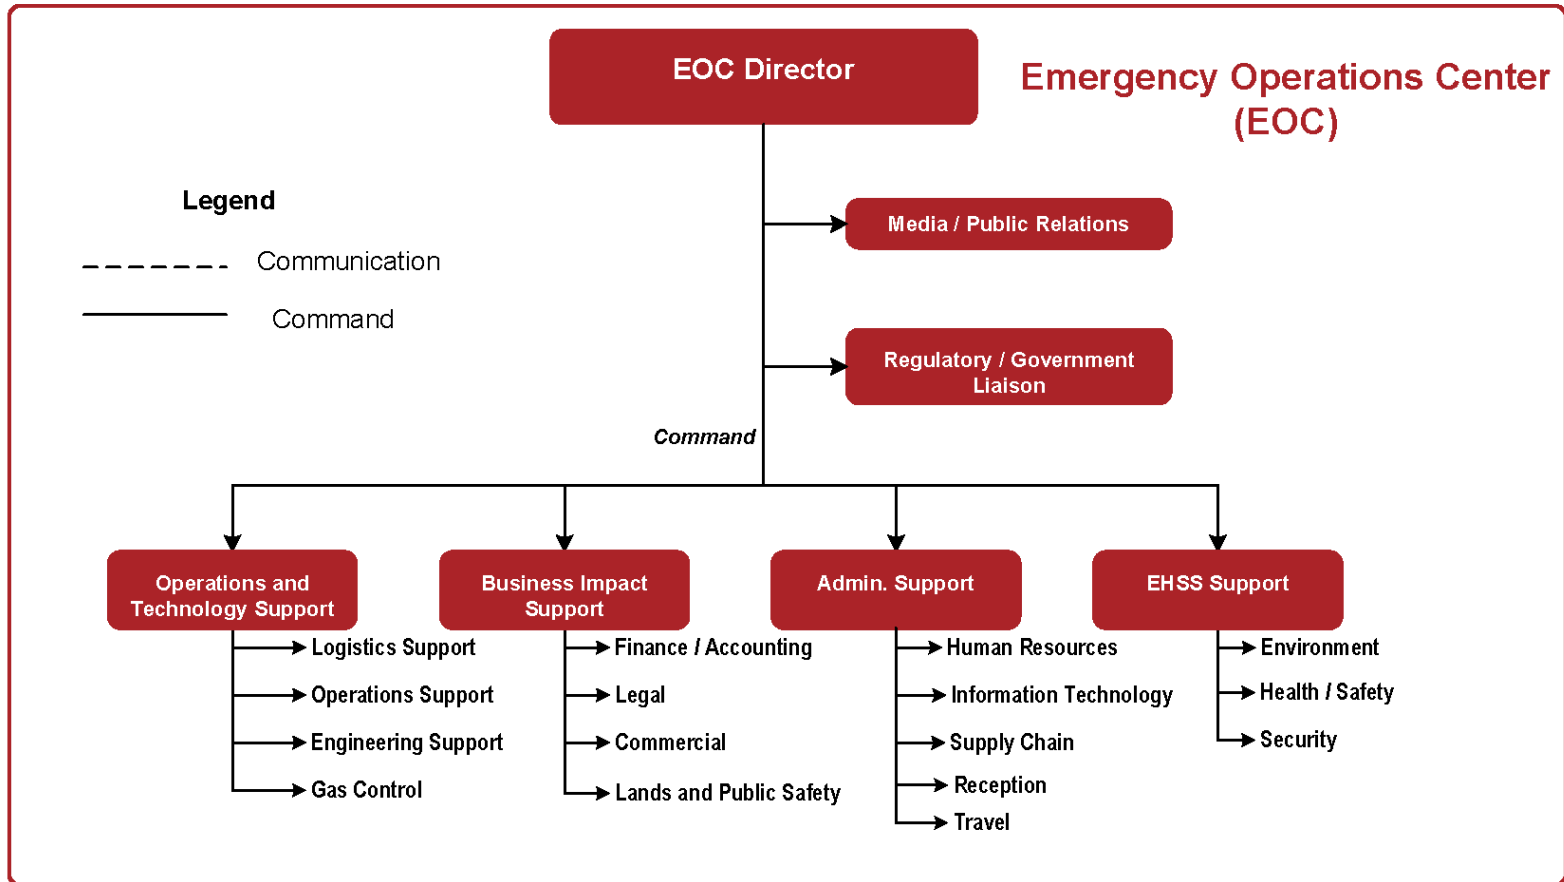 EOC Director
Emergency Operations Center
(EOC)
Legend
Communication
Command
Media / Public Relations
Regulatory / Government
Liaison
Command
Operations and
Technology Support
Logistics Support
Operations Support
Engineering Support
Gas Control
Business Impact
Support
Finance / Accounting
Legal
Commercial
Lands and Public Safety
Admin. Support
Human Resources
Information Technology
Supply Chain
Reception
Travel
EHSS Support
Environment
Health / Safety
Security